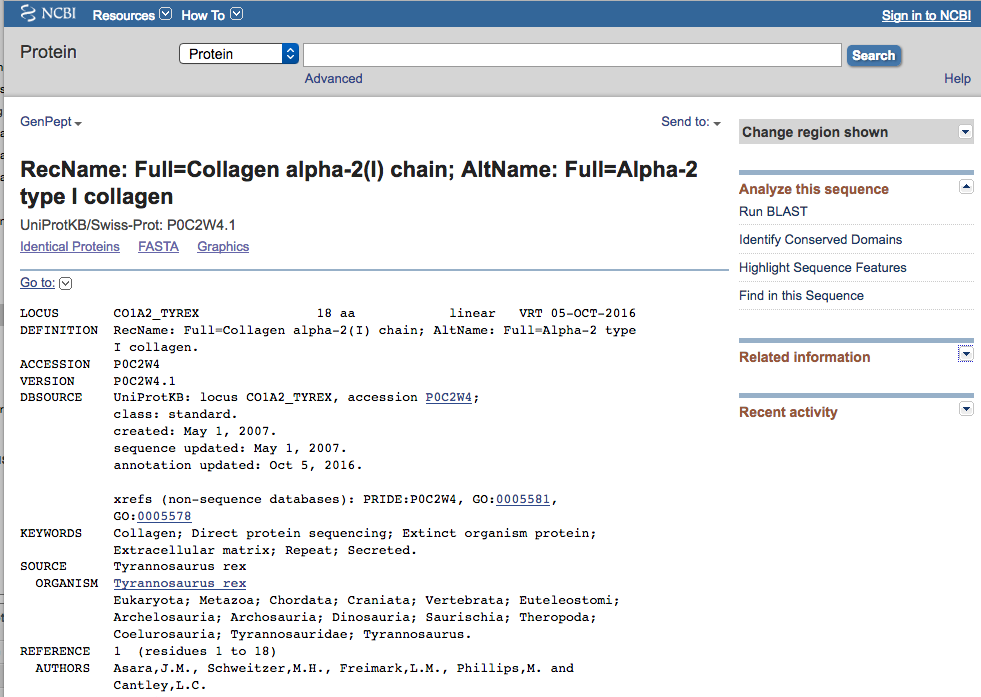 NCBI Resources How To Sign in to NCBI
Protein Protein Search
Advanced Help
GenPept Send to: Change region shown
RecName: Full=Collagen alpha-2(I) chain; AltName: Full=Alpha-2
type I collagen
UniProtKB/Swiss-Prot: P0C2W4.1
Identical Proteins FASTA Graphics
Analyze this sequence
Run BLAST
Identify Conserved Domains
Highlight Sequence Features
Find in this Sequence
Related information
Recent activity
Go to:
LOCUS CO1A2_TYREX 18 aa linear VRT 05-OCT-2016
DEFINITION RecName: Full=Collagen alpha-2(I) chain; AltName: Full=Alpha-2 type
I collagen.
ACCESSION P0C2W4
VERSION P0C2W4.1
DBSOURCE UniProtKB: locus CO1A2_TYREX, accession P0C2W4;
class: standard.
created: May 1, 2007.
sequence updated: May 1, 2007.
annotation updated: Oct 5, 2016.
xrefs (non-sequence databases): PRIDE:P0C2W4, GO:0005581,
GO:0005578
KEYWORDS Collagen; Direct protein sequencing; Extinct organism protein;
Extracellular matrix; Repeat; Secreted.
SOURCE Tyrannosaurus rex
ORGANISM Tyrannosaurus rex
Eukaryota; Metazoa; Chordata; Craniata; Vertebrata; Euteleostomi;
Archelosauria; Archosauria; Dinosauria; Saurischia; Theropoda;
Coelurosauria; Tyrannosauridae; Tyrannosaurus.
REFERENCE 1 (residues 1 to 18)
AUTHORS Asara,J.M., Schweitzer,M.H., Freimark,L.M., Phillips,M. and
Cantley,L.C.